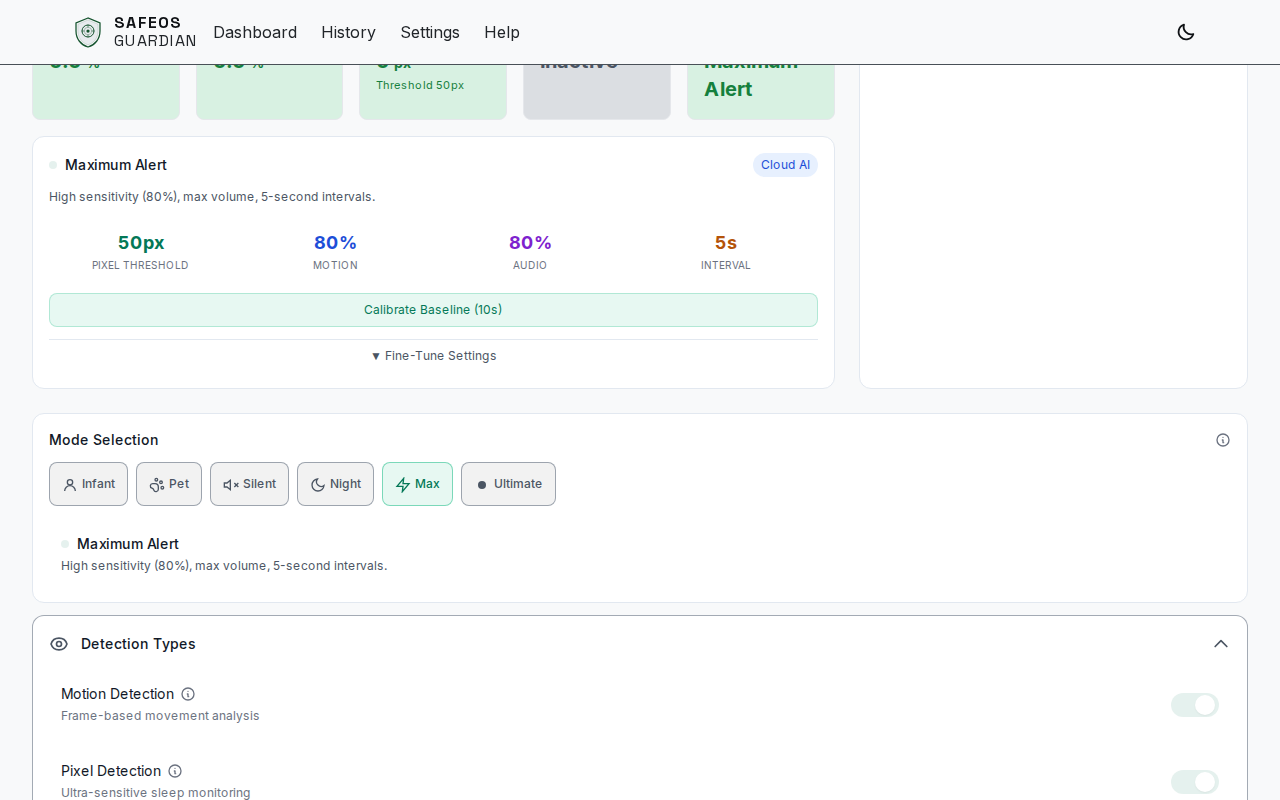 SAFEOS
GUARDIAN
Dashboard
History
Settings
Help
Threshold 50px
Inactive
Maximum
Alert
Maximum Alert
Cloud AI
High sensitivity (80%), max volume, 5-second intervals.
50px
80%
80%
5s
PIXEL THRESHOLD
MOTION
AUDIO
INTERVAL
Calibrate Baseline (10s)
▼ Fine-Tune Settings
Mode Selection
Infant
Pet
Silent
Night
Max
Ultimate
Maximum Alert
High sensitivity (80%), max volume, 5-second intervals.
Detection Types
Motion Detection
Frame-based movement analysis
Pixel Detection
Ultra-sensitive sleep monitoring